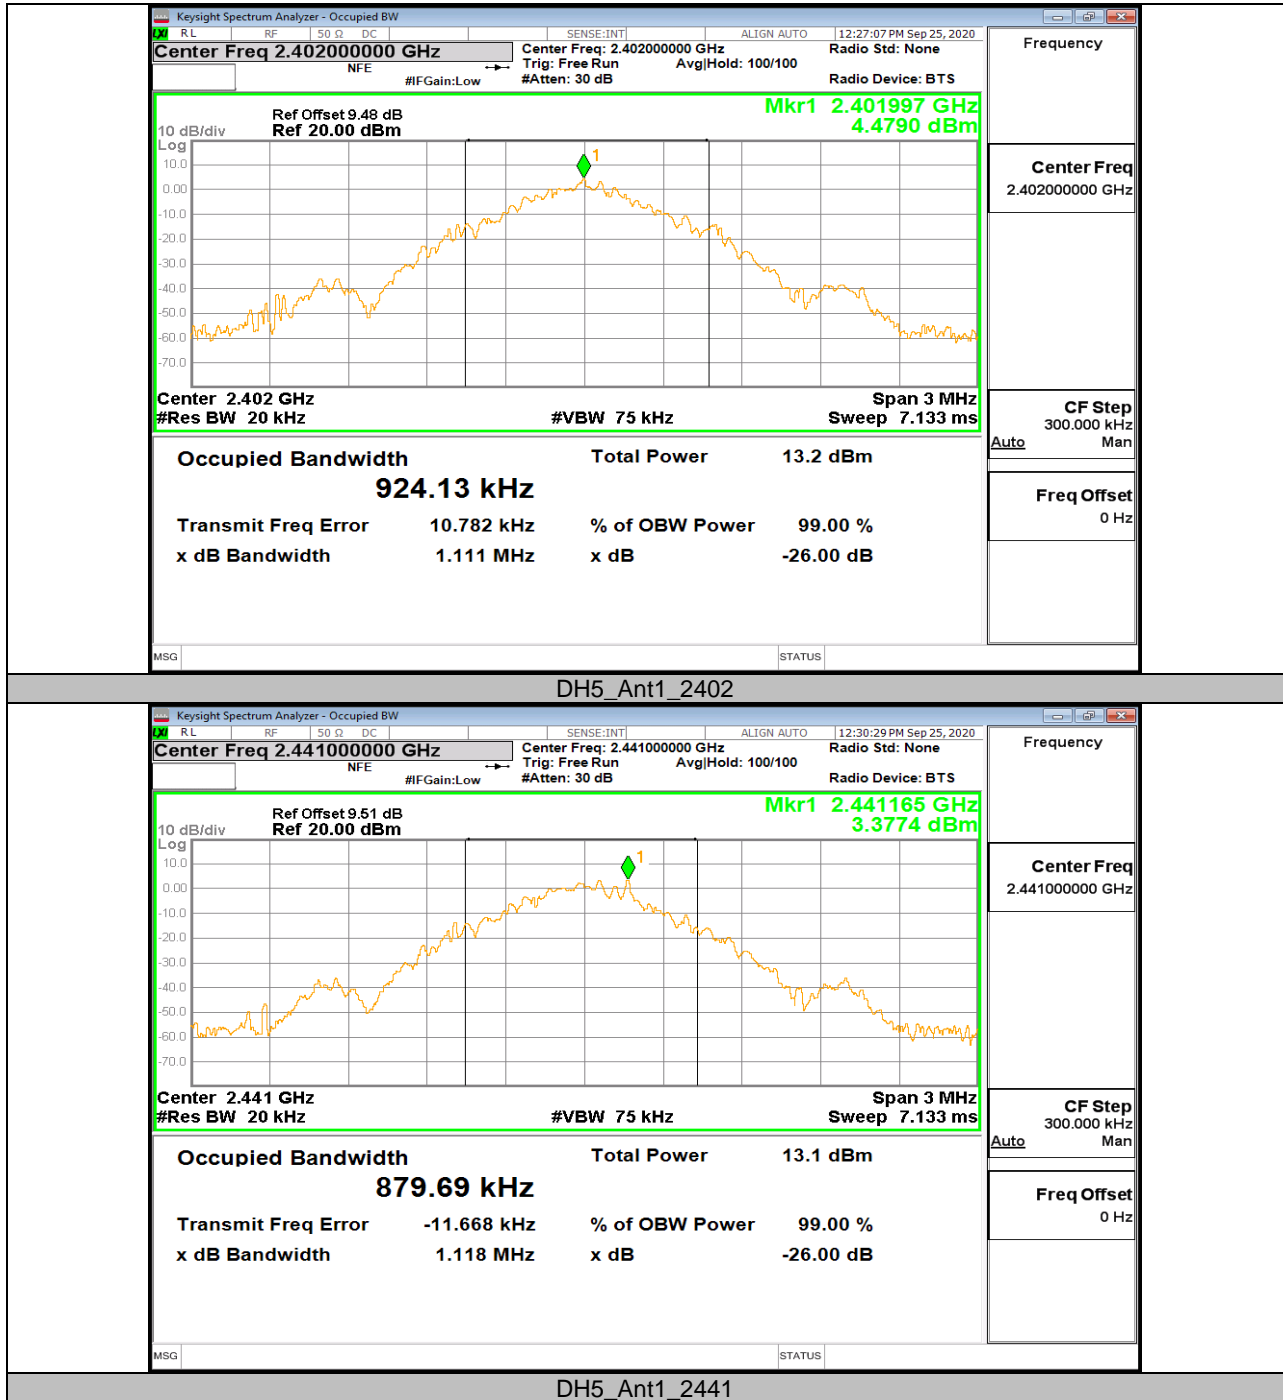 Keysight Spectrum Analyzer - Occupied BW
LXI RL RF 50 Ω DC SENSE:INT ALIGN AUTO 12:27:07 PM Sep 25, 2020
Center Freq 2.402000000 GHz
NFE
#IFGain:Low
Center Freq: 2.402000000 GHz
Trig: Free Run Avg|Hold: 100/100
#Atten: 30 dB
Radio Std: None
Radio Device: BTS
Frequency
Mkr1 2.401997 GHz
4.4790 dBm
Ref Offset 9.48 dB
10 dB/div Ref 20.00 dBm
Log
10.0
0.00
-10.0
-20.0
-30.0
-40.0
-50.0
-60.0
-70.0
1
Center 2.402 GHz Span 3 MHz
#Res BW 20 kHz #VBW 75 kHz Sweep 7.133 ms
Center Freq
2.402000000 GHz
CF Step
300.000 kHz
Auto Man
Freq Offset
0 Hz
Occupied Bandwidth Total Power 13.2 dBm
924.13 kHz
Transmit Freq Error 10.782 kHz % of OBW Power 99.00 %
x dB Bandwidth 1.111 MHz x dB -26.00 dB
MSG STATUS
DH5_Ant1_2402
Keysight Spectrum Analyzer - Occupied BW
LXI RL RF 50 Ω DC SENSE:INT ALIGN AUTO 12:30:29 PM Sep 25, 2020
Center Freq 2.441000000 GHz
NFE
#IFGain:Low
Center Freq: 2.441000000 GHz
Trig: Free Run Avg|Hold: 100/100
#Atten: 30 dB
Radio Std: None
Radio Device: BTS
Frequency
Mkr1 2.441165 GHz
3.3774 dBm
Ref Offset 9.51 dB
10 dB/div Ref 20.00 dBm
Log
10.0
0.00
-10.0
-20.0
-30.0
-40.0
-50.0
-60.0
-70.0
1
Center 2.441 GHz Span 3 MHz
#Res BW 20 kHz #VBW 75 kHz Sweep 7.133 ms
Center Freq
2.441000000 GHz
CF Step
300.000 kHz
Auto Man
Freq Offset
0 Hz
Occupied Bandwidth Total Power 13.1 dBm
879.69 kHz
Transmit Freq Error -11.668 kHz % of OBW Power 99.00 %
x dB Bandwidth 1.118 MHz x dB -26.00 dB
MSG STATUS
DH5_Ant1_2441